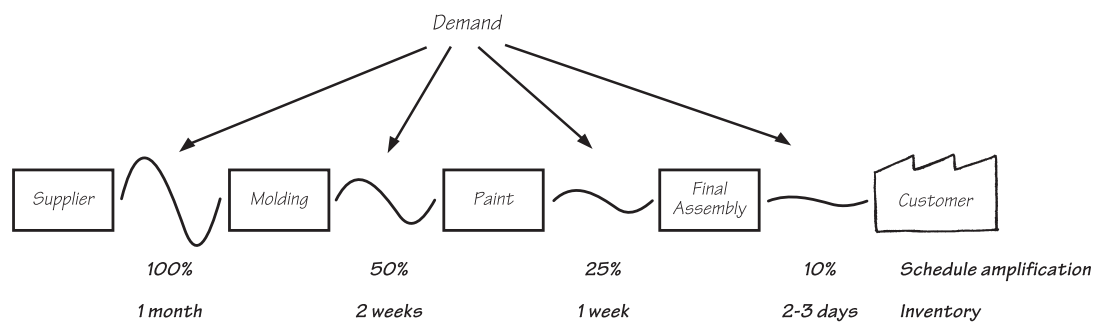 Demand
Supplier
Molding
Paint
Final
Assembly
Customer
100% 50% 25% 10% Schedule amplification
1 month 2 weeks 1 week 2-3 days Inventory